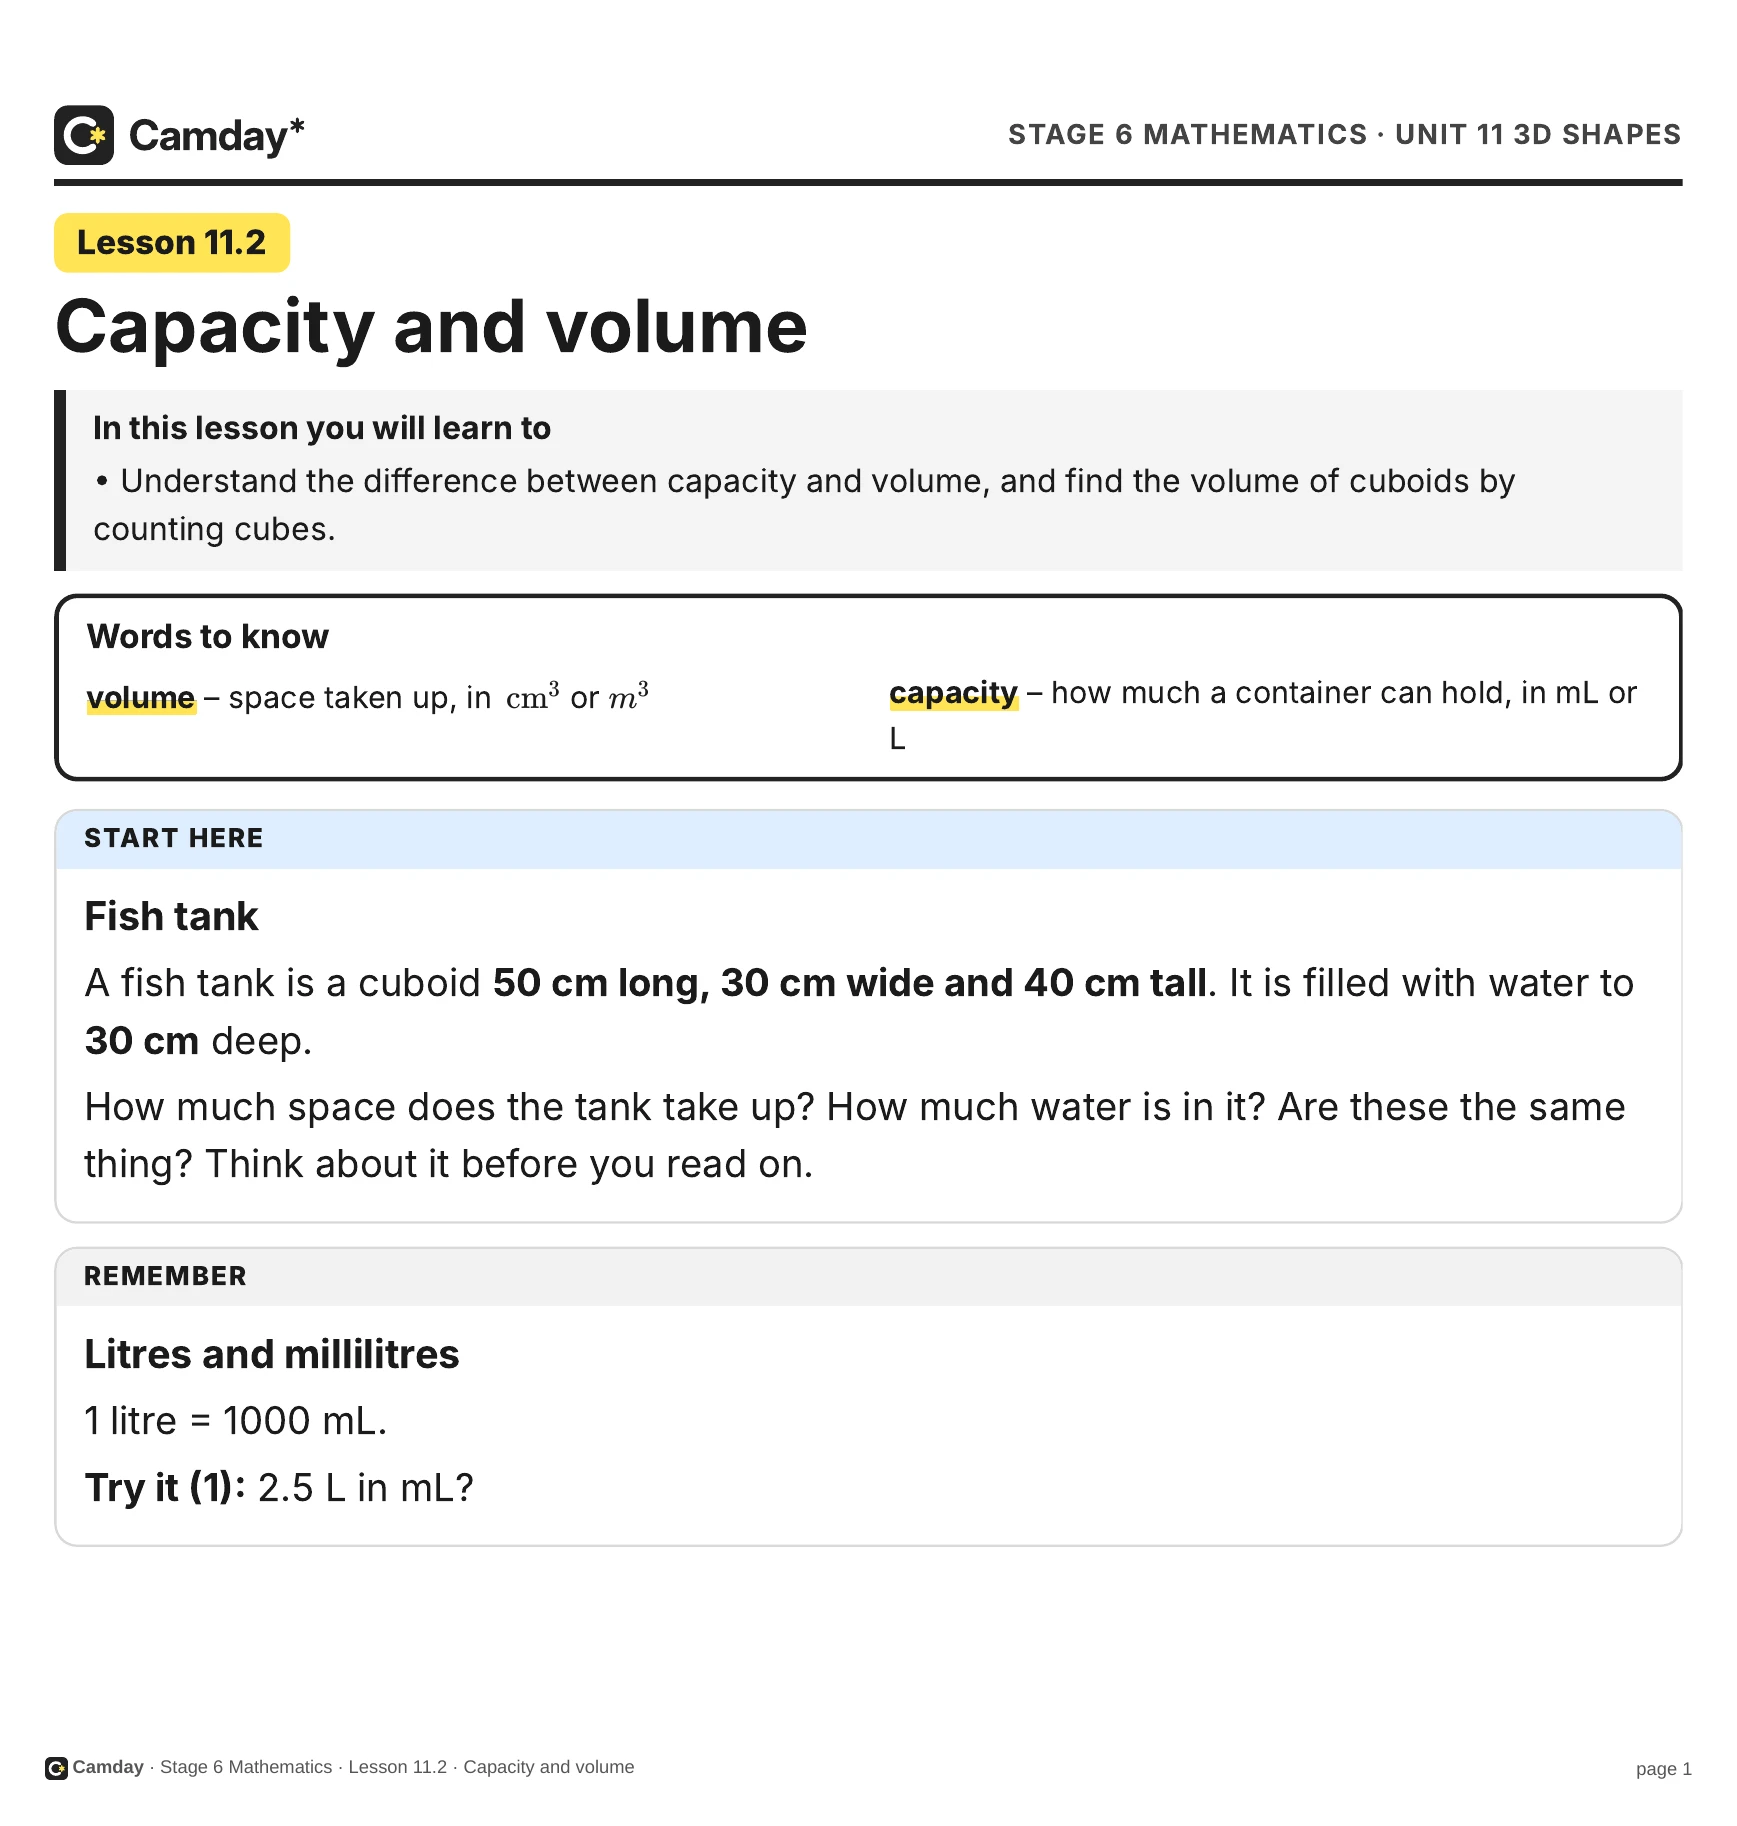 Camday*
STAGE 6 MATHEMATICS · UNIT 11 3D SHAPES
Lesson 11.2
Capacity and volume
In this lesson you will learn to
• Understand the difference between capacity and volume, and find the volume of cuboids by
counting cubes.
Words to know
volume – space taken up, in cm³ or m³
capacity – how much a container can hold, in mL or
L
START HERE
Fish tank
A fish tank is a cuboid 50 cm long, 30 cm wide and 40 cm tall. It is filled with water to
30 cm deep.
How much space does the tank take up? How much water is in it? Are these the same
thing? Think about it before you read on.
REMEMBER
Litres and millilitres
1 litre = 1000 mL.
Try it (1): 2.5 L in mL?
Camday · Stage 6 Mathematics · Lesson 11.2 · Capacity and volume
page 1